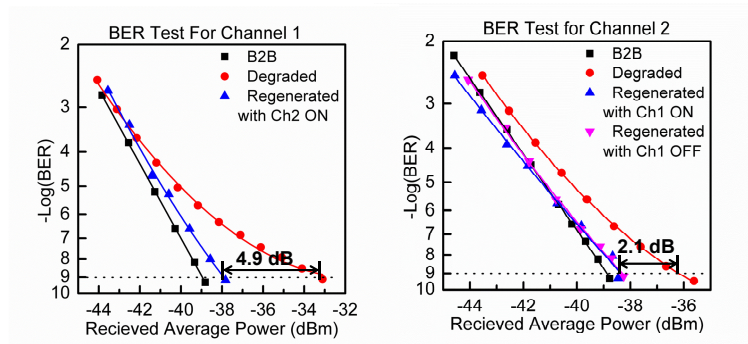 BER Test For Channel 1
2
3
4
5
6
7
8
9
10
-Log(BER)
B2B
Degraded
Regenerated
with Ch2 ON
4.9 dB
-44 -42 -40 -38 -36 -34 -32
Recieved Average Power (dBm)
BER Test for Channel 2
2
3
4
5
6
7
8
9
10
-Log(BER)
B2B
Degraded
Regenerated
with Ch1 ON
Regenerated
with Ch1 OFF
2.1 dB
-44 -42 -40 -38 -36
Recieved Average Power (dBm)